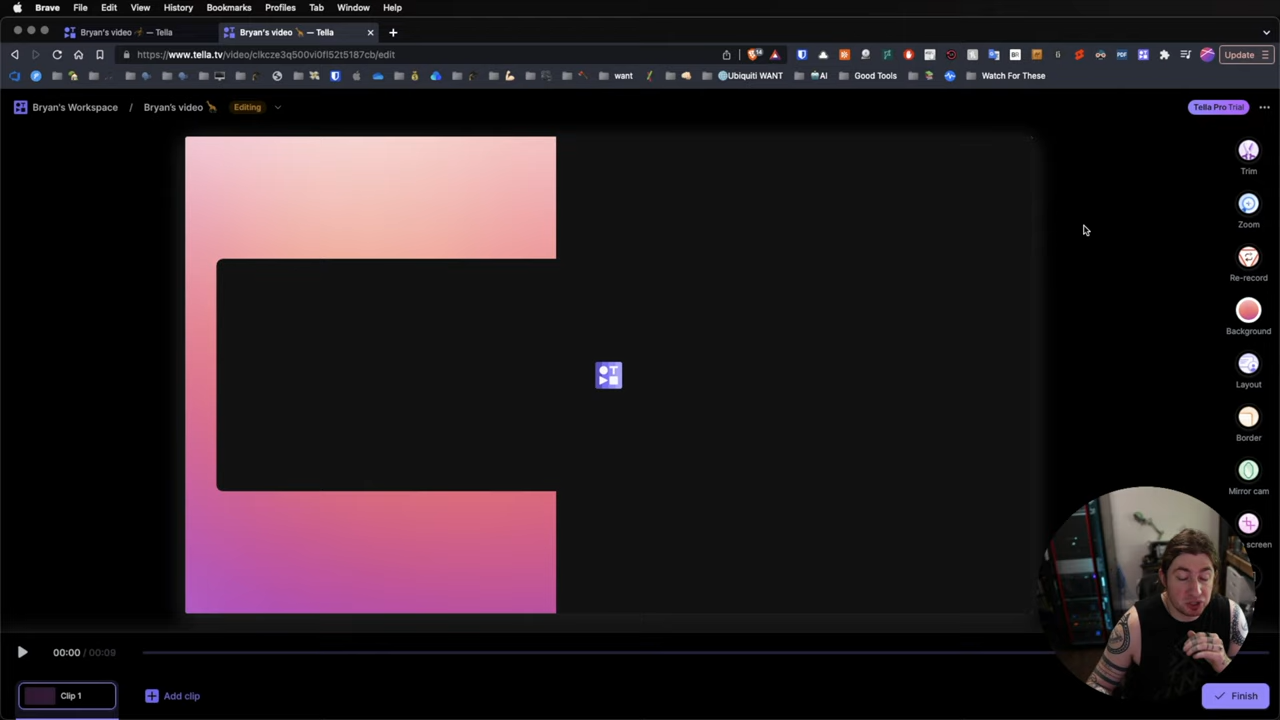 Brave File Edit View History Bookmarks Profiles Tab Window Help
Bryan's video — Tella
Bryan's video — Tella
https://www.tella.tv/video/clkcze3q500vi0fl52t5187cb/edit
14
Update
want
Ubiquiti WANT
AI
Good Tools
Watch For These
Bryan's Workspace / Bryan's video Editing
Tella Pro Trial
Trim
Zoom
Re-record
Background
Layout
Border
Mirror cam
screen
00:00 / 00:09
Clip 1
Add clip
Finish